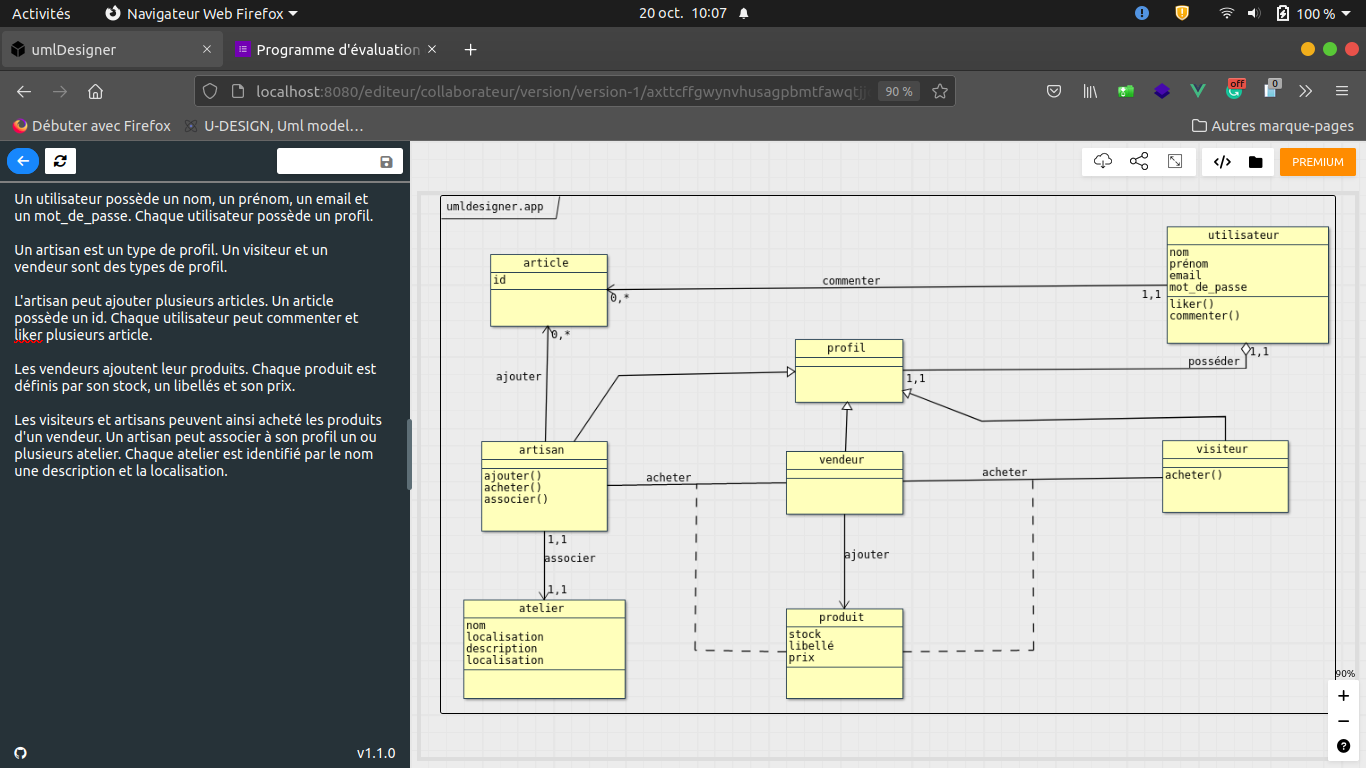 Activités
Navigateur Web Firefox
20 oct. 10:07
100 %
umlDesigner
Programme d'évaluation
localhost:8080/editeur/collaborateur/version/version-1/axttcffgwynvhusagpbmtfawqtjj
90 %
off
0
Débuter avec Firefox
U-DESIGN, Uml model…
Autres marque-pages
Un utilisateur possède un nom, un prénom, un email et
un mot_de_passe. Chaque utilisateur possède un profil.
Un artisan est un type de profil. Un visiteur et un
vendeur sont des types de profil.
L'artisan peut ajouter plusieurs articles. Un article
possède un id. Chaque utilisateur peut commenter et
liker plusieurs article.
Les vendeurs ajoutent leur produits. Chaque produit est
définis par son stock, un libellés et son prix.
Les visiteurs et artisans peuvent ainsi acheté les produits
d'un vendeur. Un artisan peut associer à son profil un ou
plusieurs atelier. Chaque atelier est identifié par le nom
une description et la localisation.
v1.1.0
PREMIUM
umldesigner.app
article
id
0,*
commenter
1,1
utilisateur
nom
prénom
email
mot_de_passe
liker()
commenter()
0,*
ajouter
profil
1,1
posséder
1,1
artisan
ajouter()
acheter()
associer()
acheter
vendeur
acheter
visiteur
acheter()
1,1
associer
1,1
ajouter
atelier
nom
localisation
description
localisation
produit
stock
libellé
prix
90%